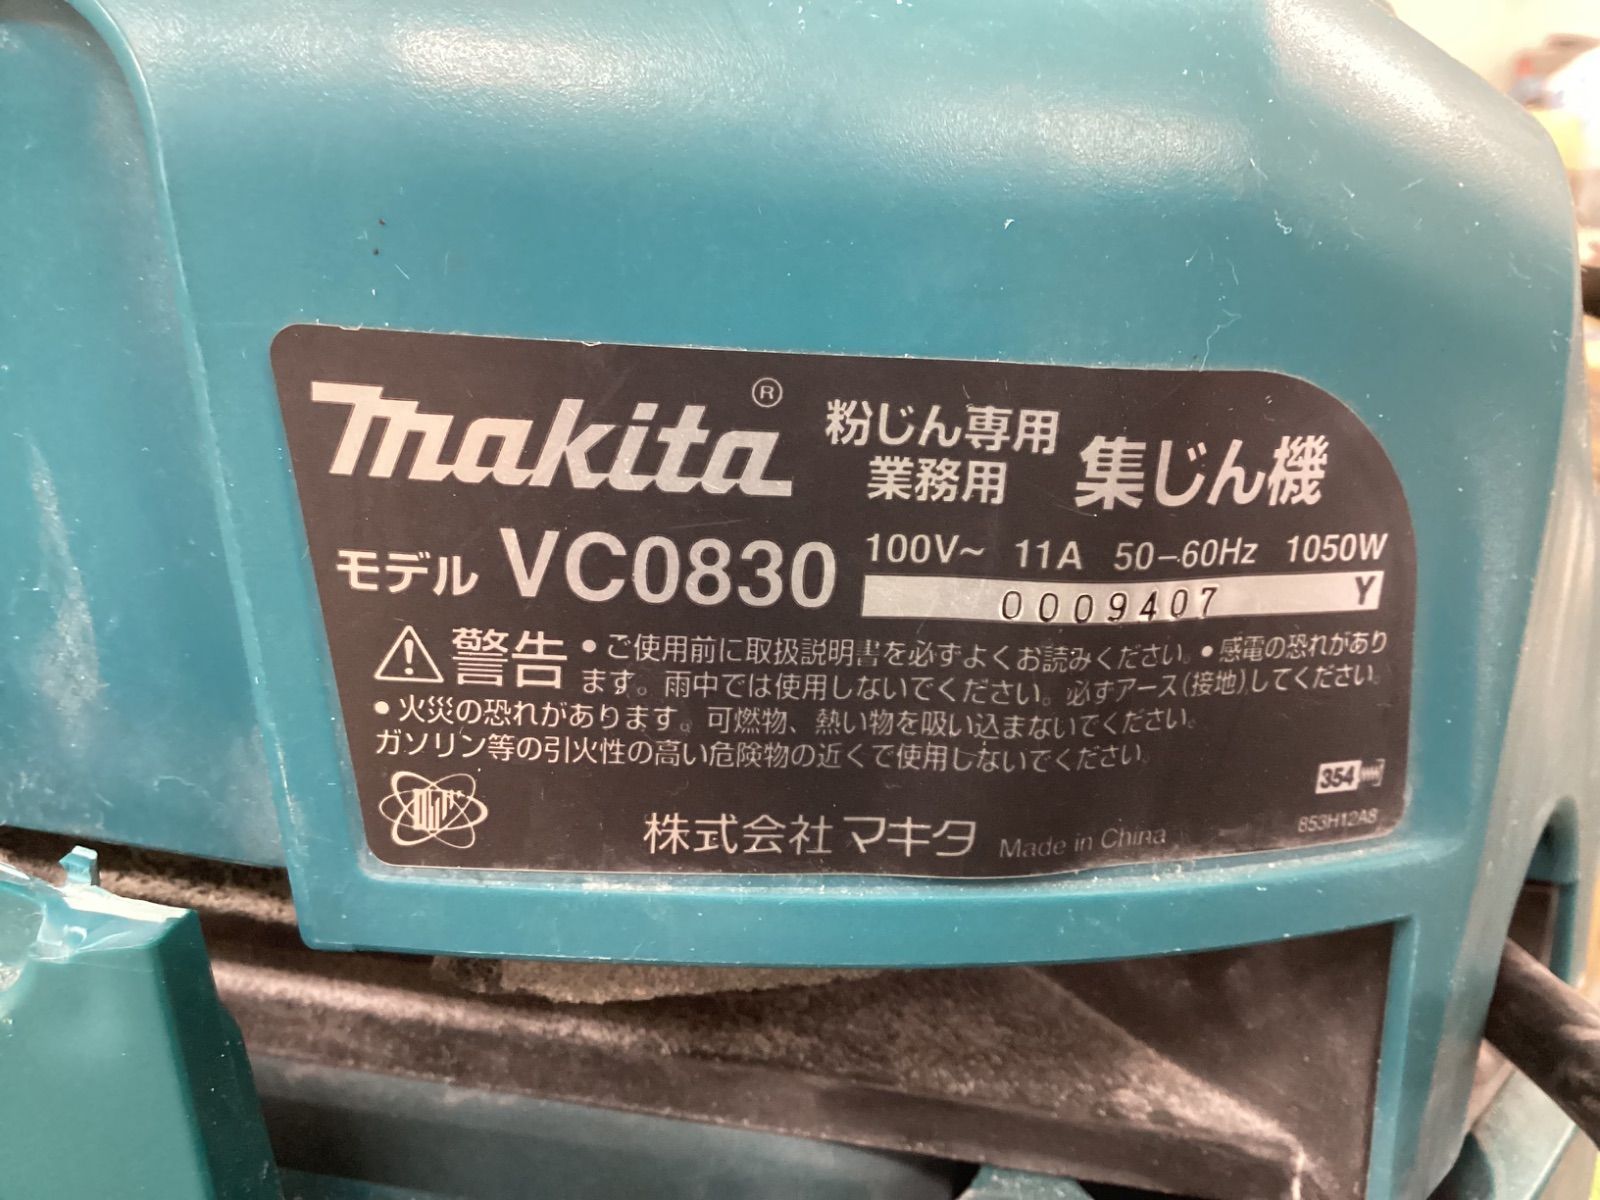 makita®
粉じん専用
業務用
集じん機
モデル VC0830
100V~ 11A 50-60Hz 1050W
0009407 Y
⚠警告 •ご使用前に取扱説明書を必ずよくお読みください。•感電の恐れがあり
ます。雨中では使用しないでください。必ずアース(接地)してください。
•火災の恐れがあります。可燃物、熱い物を吸い込まないでください。
ガソリン等の引火性の高い危険物の近くで使用しないでください。
354
株式会社 マキタ Made in China
853H12A8